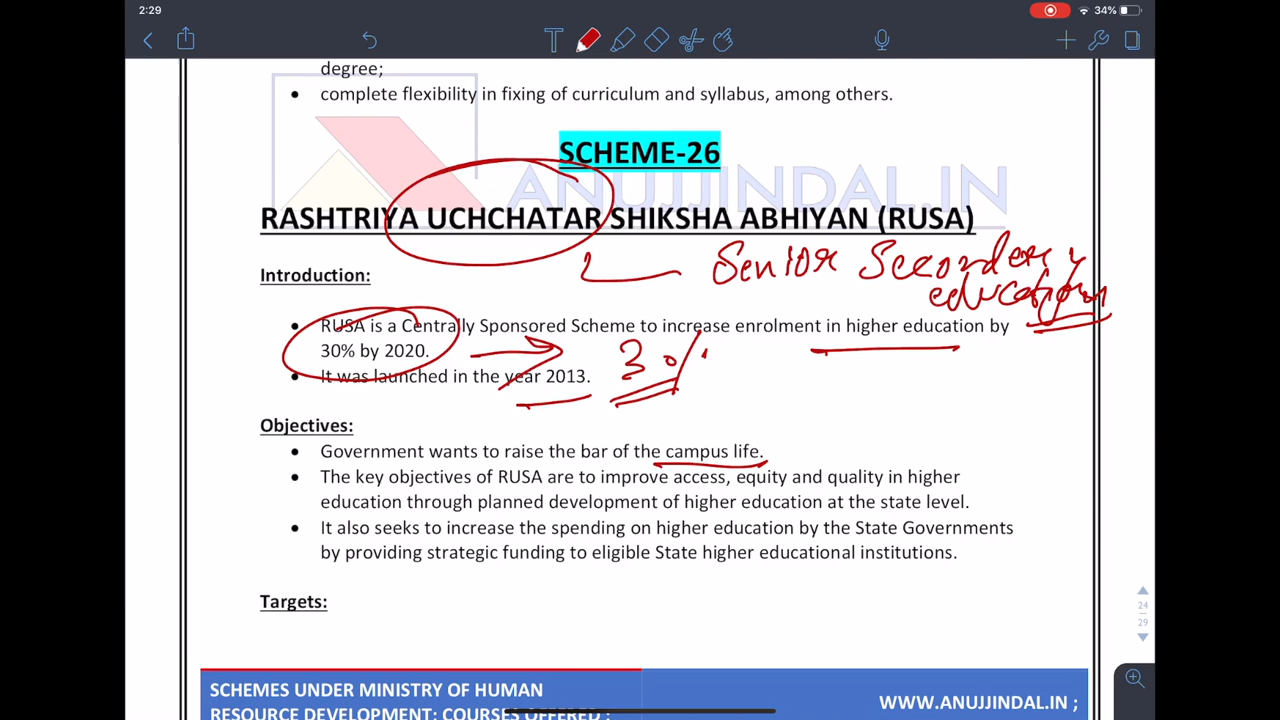 2:29
34%
degree;
• complete flexibility in fixing of curriculum and syllabus, among others.
SCHEME-26
ANUJJINDAL.IN
RASHTRIYA UCHCHATAR SHIKSHA ABHIYAN (RUSA)
Senior Secondary
education
Introduction:
• RUSA is a Centrally Sponsored Scheme to increase enrolment in higher education by
30% by 2020.
30%
• It was launched in the year 2013.
Objectives:
• Government wants to raise the bar of the campus life.
• The key objectives of RUSA are to improve access, equity and quality in higher
education through planned development of higher education at the state level.
• It also seeks to increase the spending on higher education by the State Governments
by providing strategic funding to eligible State higher educational institutions.
Targets:
24
29
SCHEMES UNDER MINISTRY OF HUMAN
RESOURCE DEVELOPMENT; COURSES OFFERED :
WWW.ANUJJINDAL.IN ;